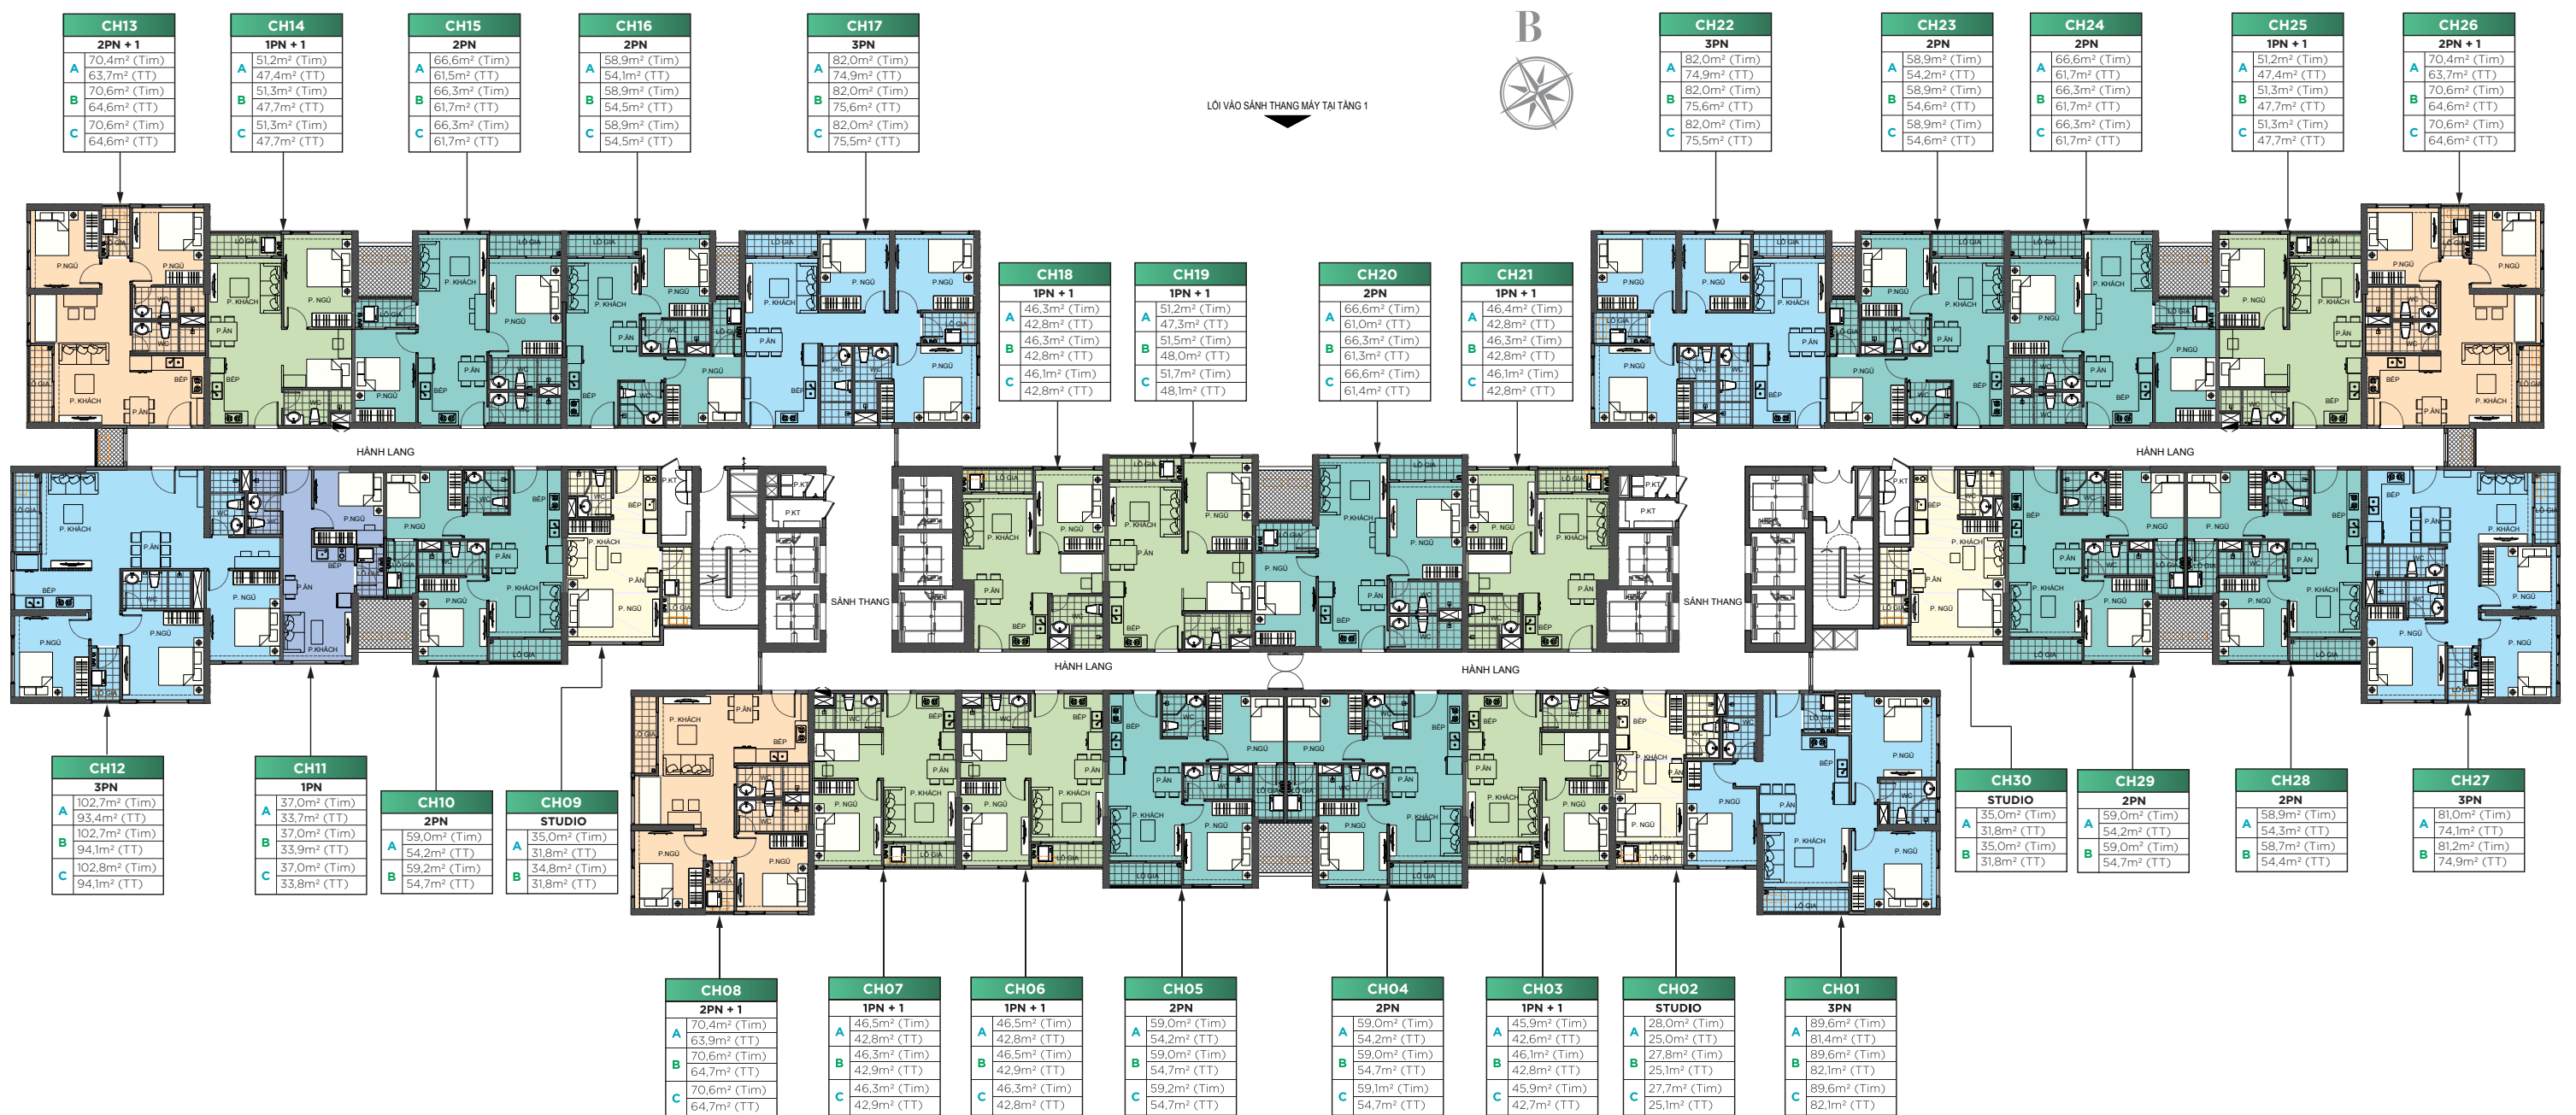 CH13
2PN + 1
A 70,4m² (Tim)
63,7m² (TT)
B 70,6m² (Tim)
64,6m² (TT)
C 70,6m² (Tim)
64,6m² (TT)
CH14
1PN + 1
A 51,2m² (Tim)
47,4m² (TT)
B 51,3m² (Tim)
47,7m² (TT)
C 51,3m² (Tim)
47,7m² (TT)
CH15
2PN
A 66,6m² (Tim)
61,5m² (TT)
B 66,3m² (Tim)
61,7m² (TT)
C 66,3m² (Tim)
61,7m² (TT)
CH16
2PN
A 58,9m² (Tim)
54,1m² (TT)
B 58,9m² (Tim)
54,5m² (TT)
C 58,9m² (Tim)
54,5m² (TT)
CH17
3PN
A 82,0m² (Tim)
74,9m² (TT)
B 82,0m² (Tim)
75,6m² (TT)
C 82,0m² (Tim)
75,5m² (TT)
LỐI VÀO SẢNH THANG MÁY TẠI TẦNG 1
B
CH22
3PN
A 82,0m² (Tim)
74,9m² (TT)
B 82,0m² (Tim)
75,6m² (TT)
C 82,0m² (Tim)
75,5m² (TT)
CH23
2PN
A 58,9m² (Tim)
54,2m² (TT)
B 58,9m² (Tim)
54,6m² (TT)
C 58,9m² (Tim)
54,6m² (TT)
CH24
2PN
A 66,6m² (Tim)
61,7m² (TT)
B 66,3m² (Tim)
61,7m² (TT)
C 66,3m² (Tim)
61,7m² (TT)
CH25
1PN + 1
A 51,2m² (Tim)
47,4m² (TT)
B 51,3m² (Tim)
47,7m² (TT)
C 51,3m² (Tim)
47,7m² (TT)
CH26
2PN + 1
A 70,4m² (Tim)
63,7m² (TT)
B 70,6m² (Tim)
64,6m² (TT)
C 70,6m² (Tim)
64,6m² (TT)
CH18
1PN + 1
A 46,3m² (Tim)
42,8m² (TT)
B 46,3m² (Tim)
42,8m² (TT)
C 46,1m² (Tim)
42,8m² (TT)
CH19
1PN + 1
A 51,2m² (Tim)
47,3m² (TT)
B 51,5m² (Tim)
48,0m² (TT)
C 51,7m² (Tim)
48,1m² (TT)
CH20
2PN
A 66,6m² (Tim)
61,0m² (TT)
B 66,3m² (Tim)
61,3m² (TT)
C 66,6m² (Tim)
61,4m² (TT)
CH21
1PN + 1
A 46,4m² (Tim)
42,8m² (TT)
B 46,3m² (Tim)
42,8m² (TT)
C 46,1m² (Tim)
42,8m² (TT)
P.NGỦ
P. KHÁCH
P.ĂN
BẾP
LÔ GIA
WC
HÀNH LANG
HÀNH LANG
P.KT
P.KT
SẢNH THANG
SẢNH THANG
HÀNH LANG
HÀNH LANG
CH12
3PN
A 102,7m² (Tim)
93,4m² (TT)
B 102,7m² (Tim)
94,1m² (TT)
C 102,8m² (Tim)
94,1m² (TT)
CH11
1PN
A 37,0m² (Tim)
33,7m² (TT)
B 37,0m² (Tim)
33,9m² (TT)
C 37,0m² (Tim)
33,8m² (TT)
CH10
2PN
A 59,0m² (Tim)
54,2m² (TT)
B 59,2m² (Tim)
54,7m² (TT)
CH09
STUDIO
A 35,0m² (Tim)
31,8m² (TT)
B 34,8m² (Tim)
31,8m² (TT)
CH30
STUDIO
A 35,0m² (Tim)
31,8m² (TT)
B 35,0m² (Tim)
31,8m² (TT)
CH29
2PN
A 59,0m² (Tim)
54,2m² (TT)
B 59,0m² (Tim)
54,7m² (TT)
CH28
2PN
A 58,9m² (Tim)
54,3m² (TT)
B 58,7m² (Tim)
54,4m² (TT)
CH27
3PN
A 81,0m² (Tim)
74,1m² (TT)
B 81,2m² (Tim)
74,9m² (TT)
CH08
2PN + 1
A 70,4m² (Tim)
63,9m² (TT)
B 70,6m² (Tim)
64,7m² (TT)
C 70,6m² (Tim)
64,7m² (TT)
CH07
1PN + 1
A 46,5m² (Tim)
42,8m² (TT)
B 46,3m² (Tim)
42,9m² (TT)
C 46,3m² (Tim)
42,9m² (TT)
CH06
1PN + 1
A 46,5m² (Tim)
42,8m² (TT)
B 46,5m² (Tim)
42,9m² (TT)
C 46,3m² (Tim)
42,8m² (TT)
CH05
2PN
A 59,0m² (Tim)
54,2m² (TT)
B 59,0m² (Tim)
54,7m² (TT)
C 59,2m² (Tim)
54,7m² (TT)
CH04
2PN
A 59,0m² (Tim)
54,2m² (TT)
B 59,0m² (Tim)
54,7m² (TT)
C 59,1m² (Tim)
54,7m² (TT)
CH03
1PN + 1
A 45,9m² (Tim)
42,6m² (TT)
B 46,1m² (Tim)
42,8m² (TT)
C 45,9m² (Tim)
42,7m² (TT)
CH02
STUDIO
A 28,0m² (Tim)
25,0m² (TT)
B 27,8m² (Tim)
25,1m² (TT)
C 27,7m² (Tim)
25,1m² (TT)
CH01
3PN
A 89,6m² (Tim)
81,4m² (TT)
B 89,6m² (Tim)
82,1m² (TT)
C 89,6m² (Tim)
82,1m² (TT)